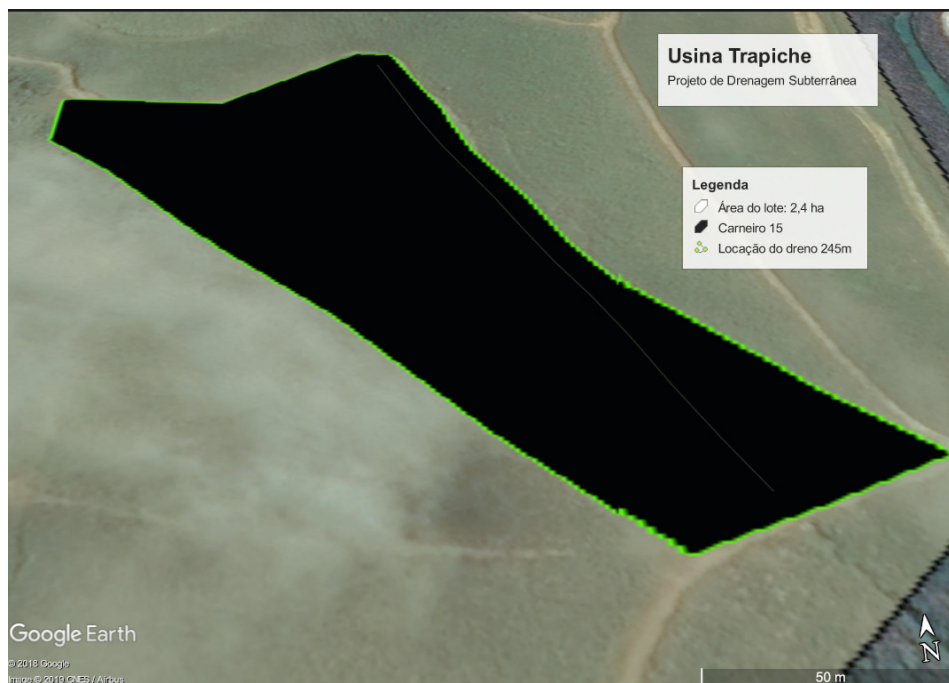 Usina Trapiche
Projeto de Drenagem Subterrânea
Legenda
Área do lote: 2,4 ha
Carneiro 15
Locação do dreno 245m
Google Earth
© 2018 Google
Image © 2019 CNES / Airbus
N
50 m